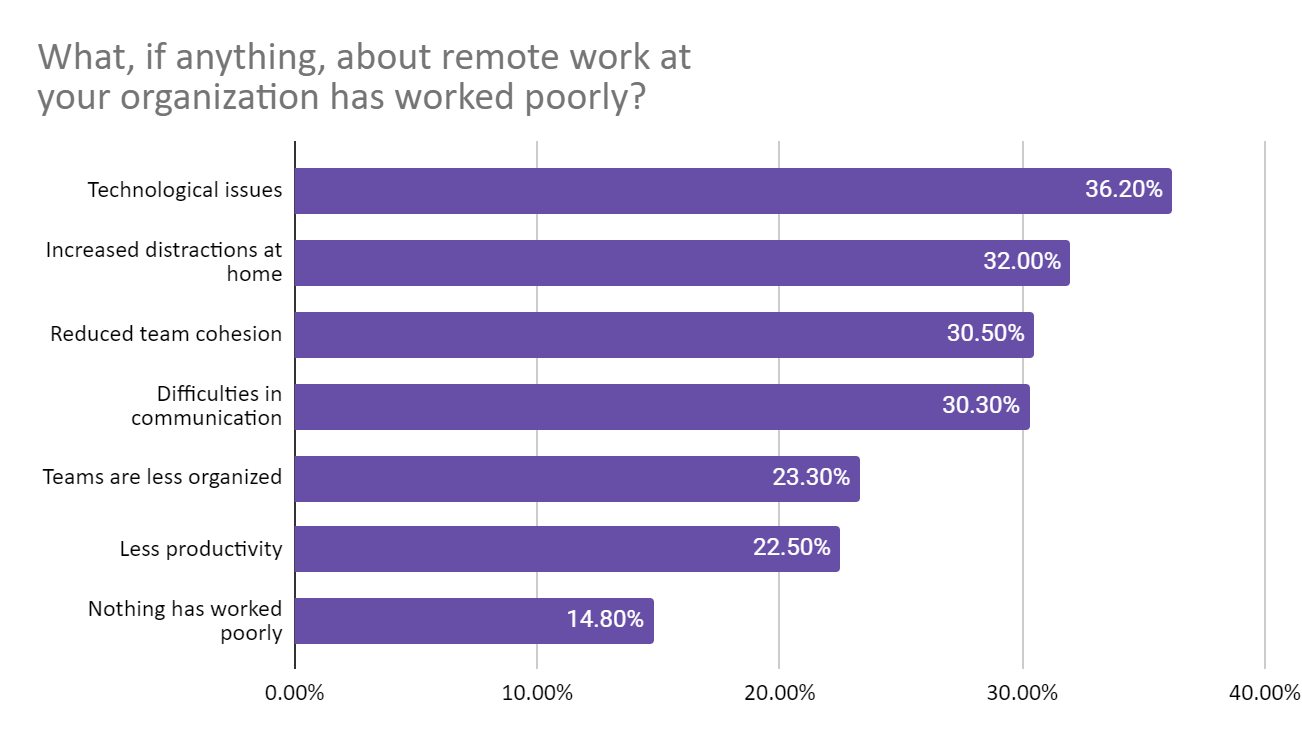 What, if anything, about remote work at
your organization has worked poorly?
Technological issues
36.20%
Increased distractions at
home
32.00%
Reduced team cohesion
30.50%
Difficulties in
communication
30.30%
Teams are less organized
23.30%
Less productivity
22.50%
Nothing has worked
poorly
14.80%
0.00%
10.00%
20.00%
30.00%
40.00%